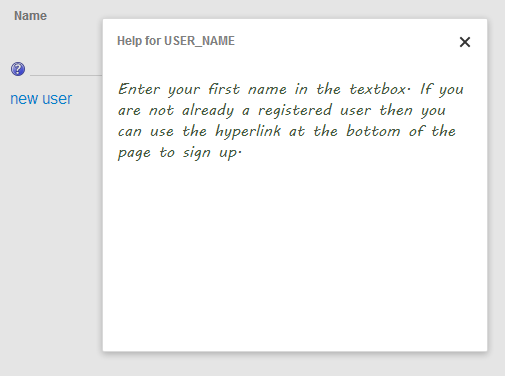 Name
Help for USER_NAME
?
new user
Enter your first name in the textbox. If you
are not already a registered user then you
can use the hyperlink at the bottom of the
page to sign up.